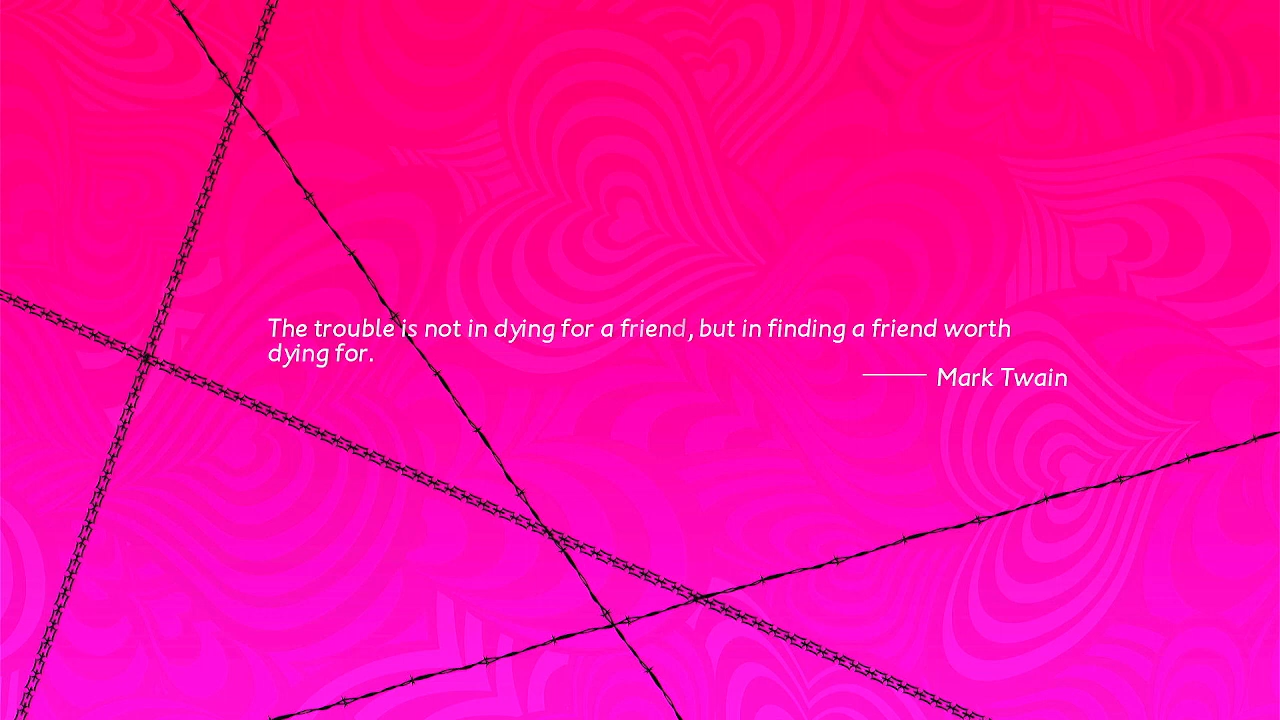 The trouble is not in dying for a friend, but in finding a friend worth
dying for.
—— Mark Twain